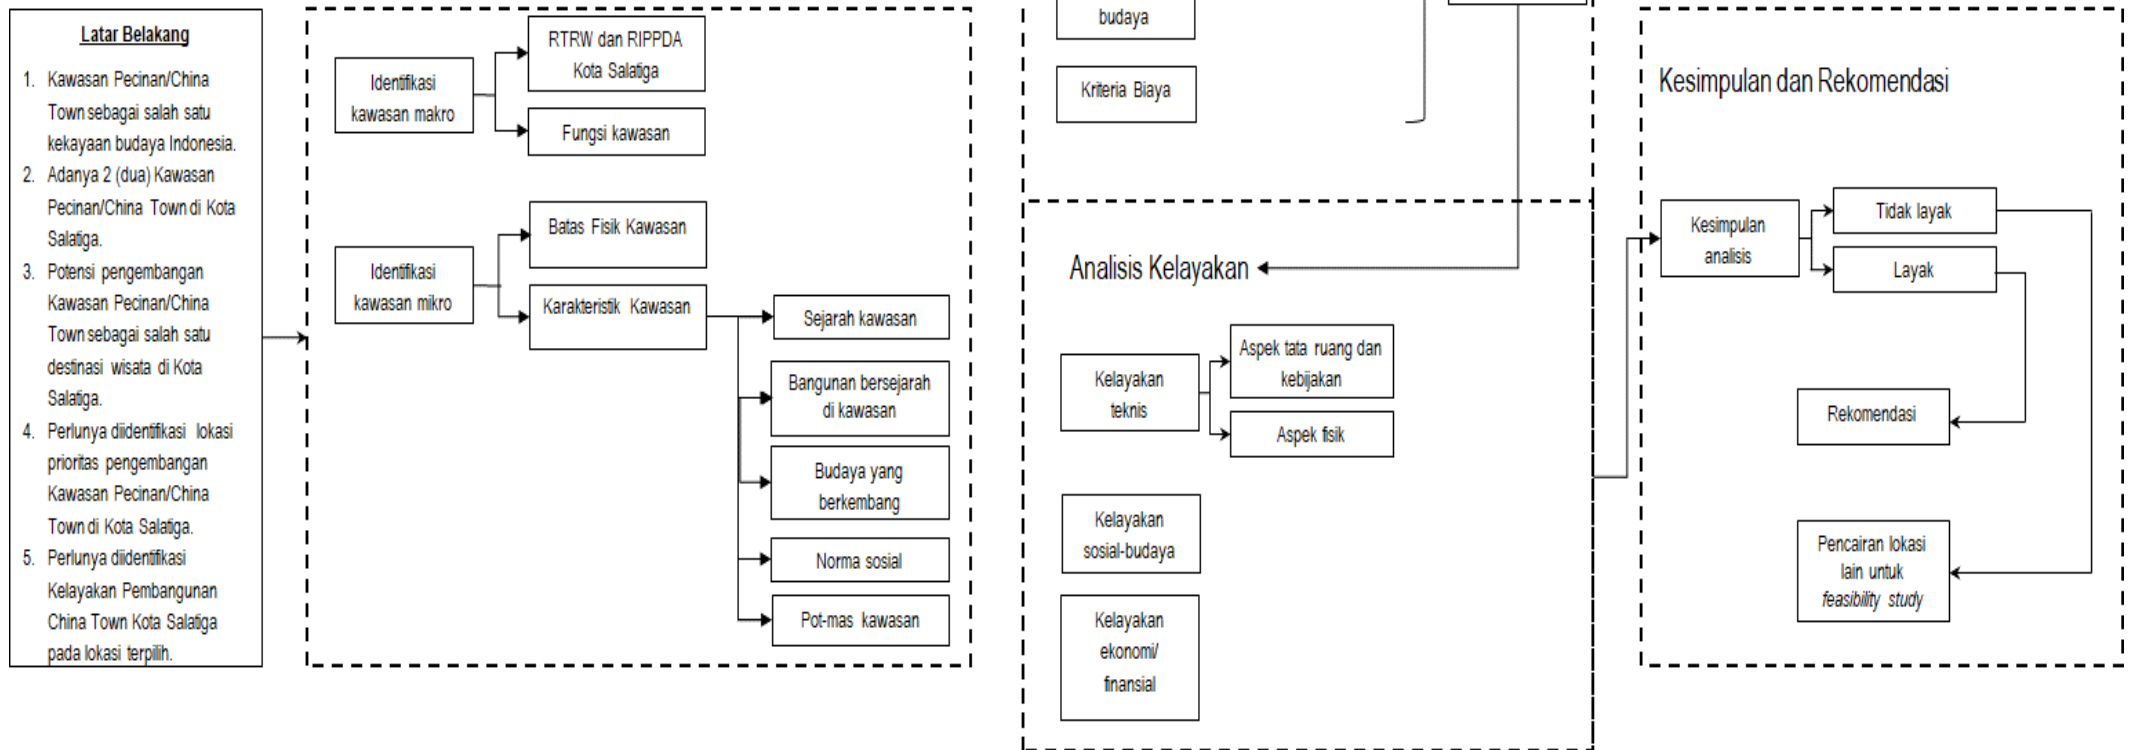 Latar Belakang
1. Kawasan Pecinan/China
Town sebagai salah satu
kekayaan budaya Indonesia.
2. Adanya 2 (dua) Kawasan
Pecinan/China Town di Kota
Salatiga.
3. Potensi pengembangan
Kawasan Pecinan/China
Town sebagai salah satu
destinasi wisata di Kota
Salatiga.
4. Perlunya diidentifikasi lokasi
prioritas pengembangan
Kawasan Pecinan/China
Town di Kota Salatiga.
5. Perlunya diidentifikasi
Kelayakan Pembangunan
China Town Kota Salatiga
pada lokasi terpilih.
Identifikasi
kawasan makro
RTRW dan RIPPDA
Kota Salatiga
Fungsi kawasan
Identifikasi
kawasan mikro
Batas Fisik Kawasan
Karakteristik Kawasan
Sejarah kawasan
Bangunan bersejarah
di kawasan
Budaya yang
berkembang
Norma sosial
Pot-mas kawasan
budaya
Kriteria Biaya
Analisis Kelayakan
Kelayakan
teknis
Aspek tata ruang dan
kebijakan
Aspek fisik
Kelayakan
sosial-budaya
Kelayakan
ekonomi/
finansial
Kesimpulan dan Rekomendasi
Kesimpulan
analisis
Tidak layak
Layak
Rekomendasi
Pencairan lokasi
lain untuk
feasibility study